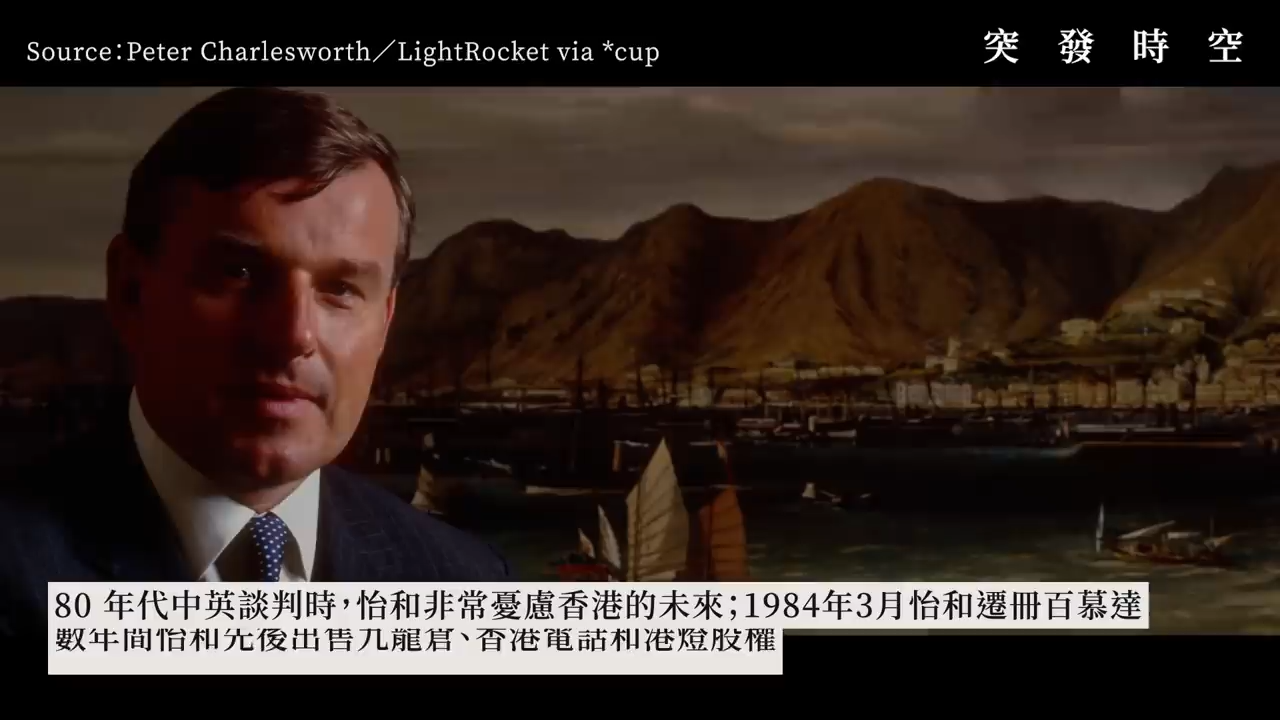 Source：Peter Charlesworth／LightRocket via *cup
突發時空
80 年代中英談判時，怡和非常憂慮香港的未來；1984年3月怡和遷冊百慕達
數年間怡和先後出售九龍倉、香港電話和港燈股權